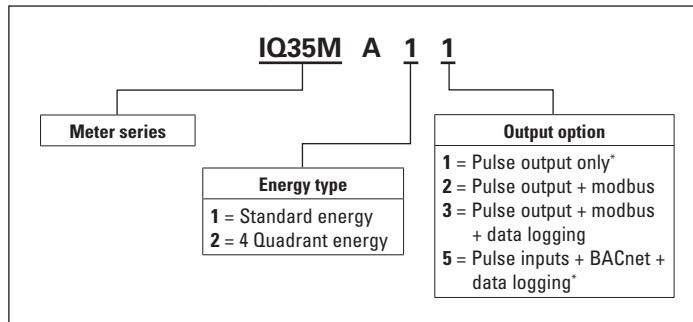 IQ35M A 1 1
Meter series
Energy type
1 = Standard energy
2 = 4 Quadrant energy
Output option
1 = Pulse output only*
2 = Pulse output + modbus
3 = Pulse output + modbus
+ data logging
5 = Pulse inputs + BACnet +
data logging*